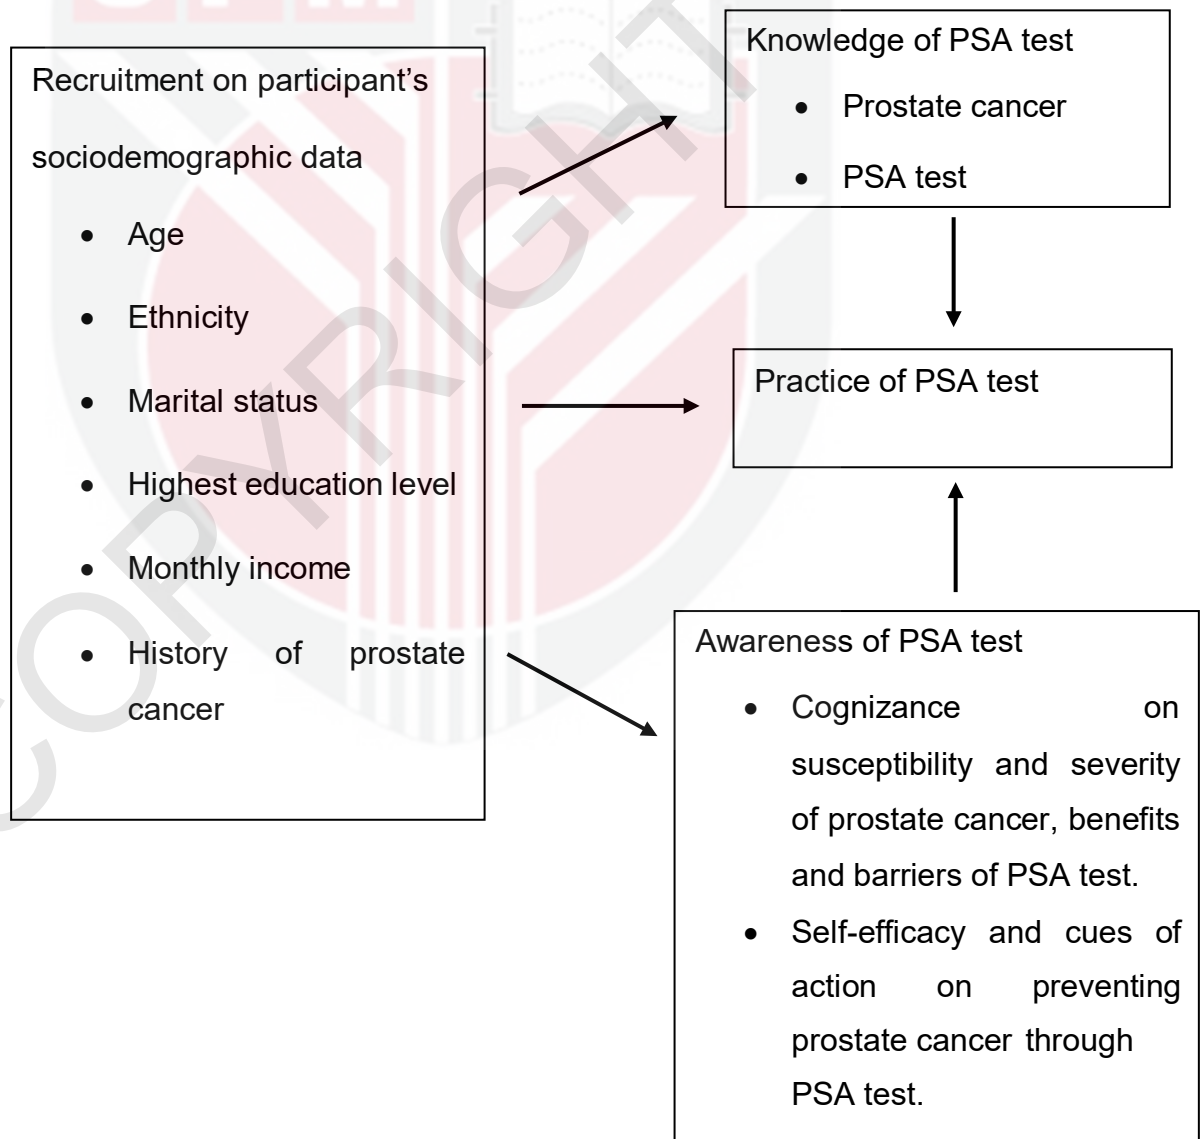 Recruitment on participant's
sociodemographic data
• Age
• Ethnicity
• Marital status
• Highest education level
• Monthly income
• History of prostate
cancer
Knowledge of PSA test
• Prostate cancer
• PSA test
Practice of PSA test
Awareness of PSA test
• Cognizance on
susceptibility and severity
of prostate cancer, benefits
and barriers of PSA test.
• Self-efficacy and cues of
action on preventing
prostate cancer through
PSA test.
COPYRIGHT